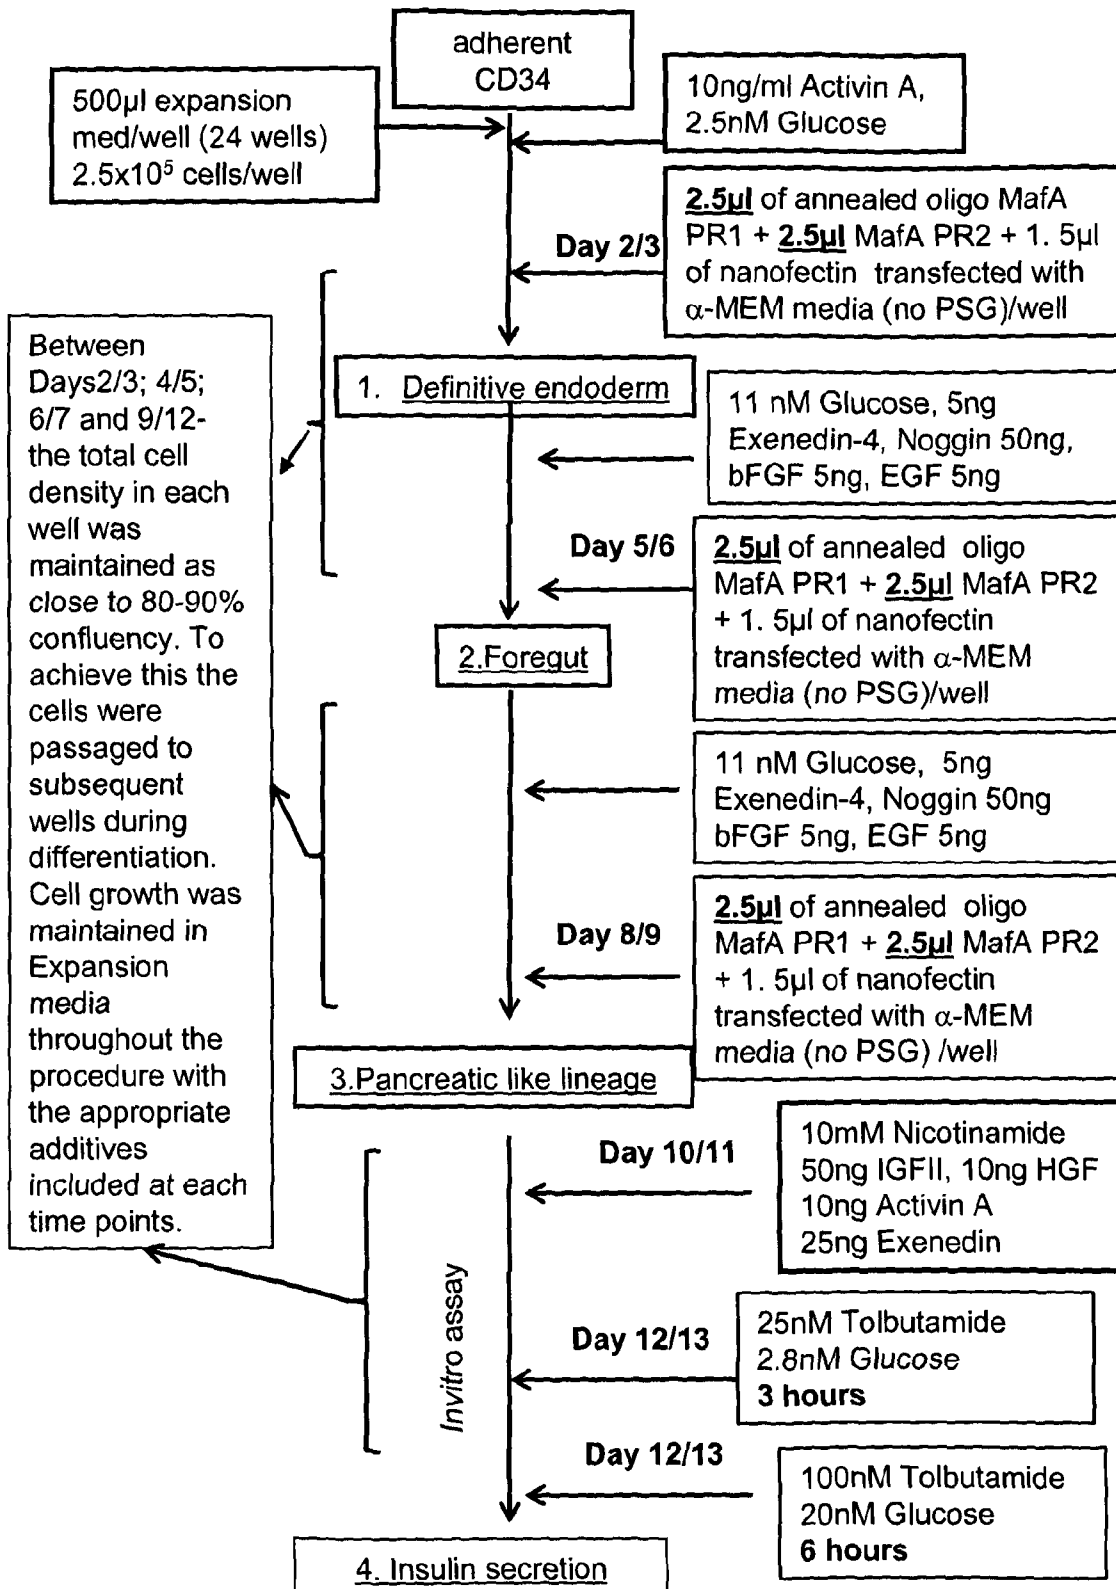 adherent
CD34
500µl expansion
med/well (24 wells)
2.5x10⁵ cells/well
10ng/ml Activin A,
2.5nM Glucose
2.5µl of annealed oligo MafA
PR1 + 2.5µl MafA PR2 + 1. 5µl
of nanofectin transfected with
α-MEM media (no PSG)/well
Day 2/3
1. Definitive endoderm
Between
Days2/3; 4/5;
6/7 and 9/12-
the total cell
density in each
well was
maintained as
close to 80-90%
confluency. To
achieve this the
cells were
passaged to
subsequent
wells during
differentiation.
Cell growth was
maintained in
Expansion
media
throughout the
procedure with
the appropriate
additives
included at each
time points.
11 nM Glucose, 5ng
Exenedin-4, Noggin 50ng,
bFGF 5ng, EGF 5ng
Day 5/6
2.5µl of annealed oligo
MafA PR1 + 2.5µl MafA PR2
+ 1. 5µl of nanofectin
transfected with α-MEM
media (no PSG)/well
2.Foregut
11 nM Glucose, 5ng
Exenedin-4, Noggin 50ng
bFGF 5ng, EGF 5ng
Day 8/9
2.5µl of annealed oligo
MafA PR1 + 2.5µl MafA PR2
+ 1. 5µl of nanofectin
transfected with α-MEM
media (no PSG) /well
3.Pancreatic like lineage
Day 10/11
10mM Nicotinamide
50ng IGFII, 10ng HGF
10ng Activin A
25ng Exenedin
Invitro assay
Day 12/13
25nM Tolbutamide
2.8nM Glucose
3 hours
Day 12/13
100nM Tolbutamide
20nM Glucose
6 hours
4. Insulin secretion